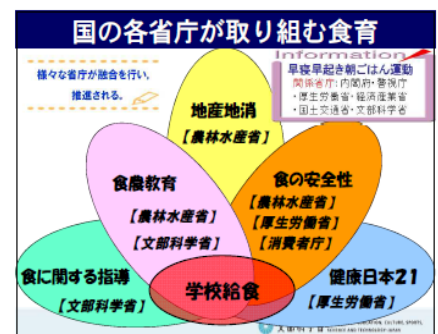 国の各省庁が取り組む食育
様々な省庁が融合を行い、
推進される。
Information
早寝早起き朝ごはん運動
関係省庁:内閣府・警視庁
・厚生労働省・経済産業省
・国土交通省・文部科学省
地産地消
【農林水産省】
食農教育
【農林水産省】
【文部科学省】
食の安全性
【農林水産省】
【厚生労働省】
【消費者庁】
食に関する指導
【文部科学省】
学校給食
健康日本21
【厚生労働省】
文部科学省